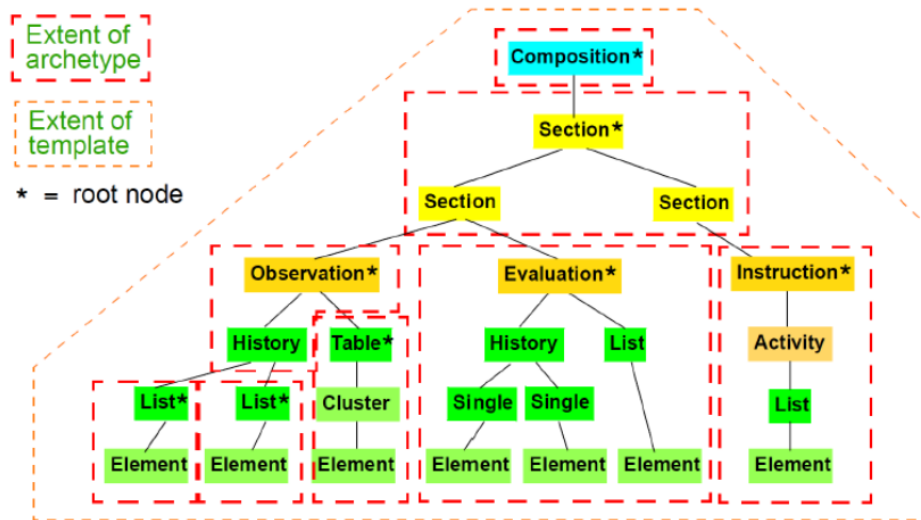 Extent of
archetype
Extent of
template
* = root node
Composition*
Section*
Section Section
Observation* Evaluation* Instruction*
History Table* History List Activity
List* List* Cluster Single Single List
Element Element Element Element Element Element Element